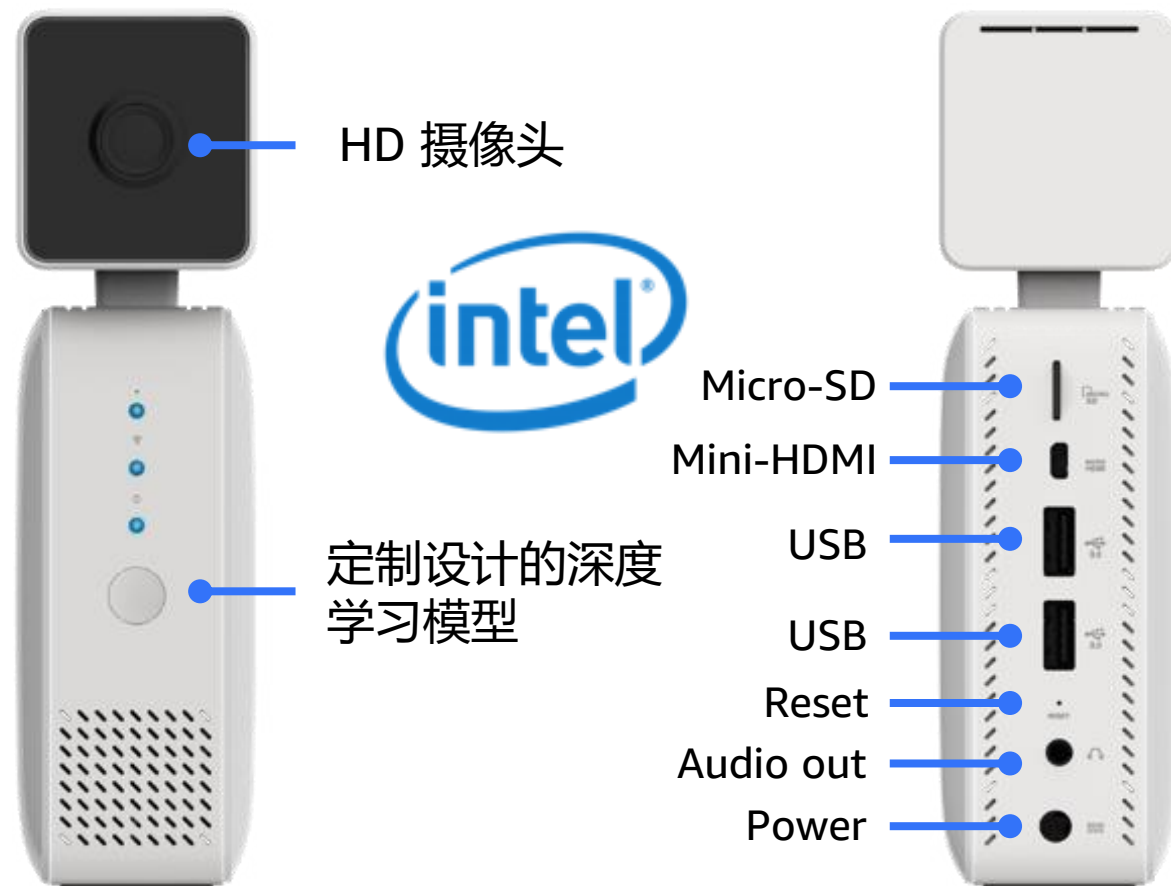 HD 摄像头
intel
®
Micro-SD
Mini-HDMI
USB
定制设计的深度
学习模型
USB
Reset
Audio out
Power
RESET